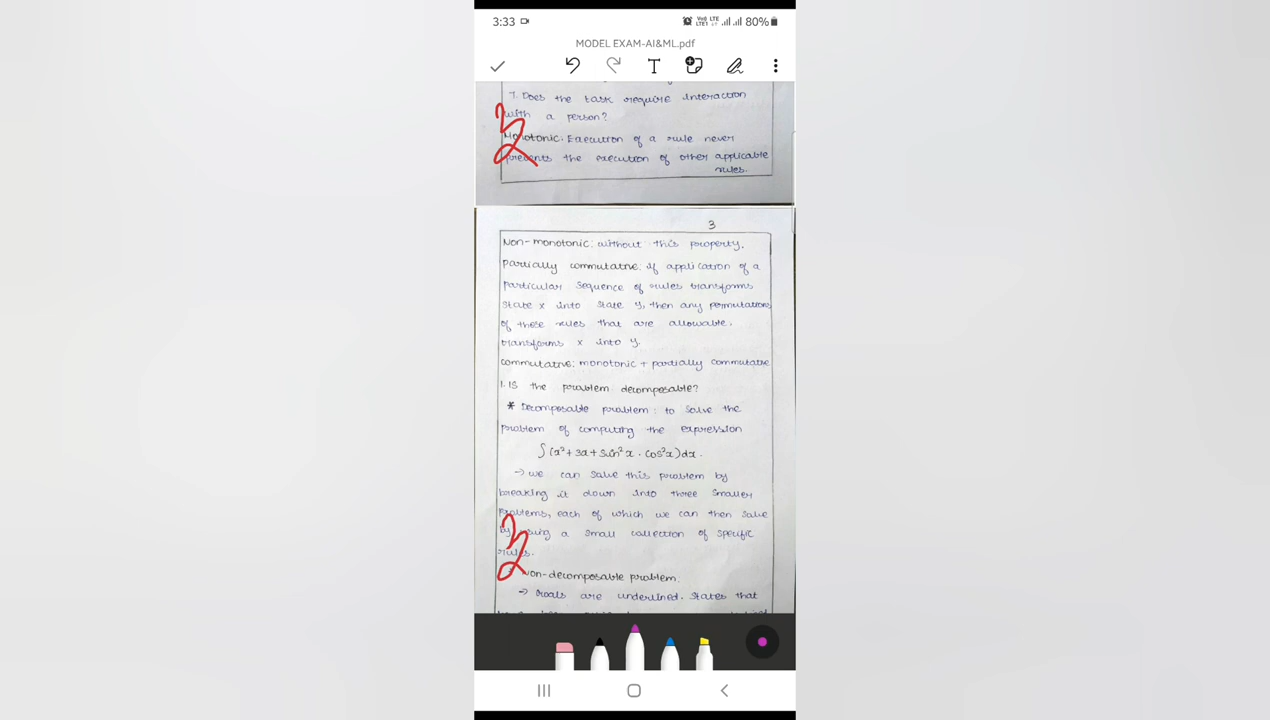 3:33
VoO LTE
LTE1
80%
MODEL EXAM-AI&ML.pdf
T
7. Does the task require interaction
with a person?
Monotonic: Execution of a rule never
prevents the execution of other applicable
rules.
3
Non-monotonic: without this property.
partially commutative: if application of a
particular sequence of rules transforms
state x into state y, then any permutations
of these rules that are allowable.
transforms x into y.
commutative: monotonic + partially commutative
1. Is the problem decomposable?
* Decomposable problem: to solve the
problem of computing the expression
∫(x² + 3x + sin²x . cos²x)dx.
→ we can solve this problem by
breaking it down into three smaller
problems, each of which we can then solve
by using a small collection of specific
rules.
Non-decomposable problem:
→ Goals are underlined. States that